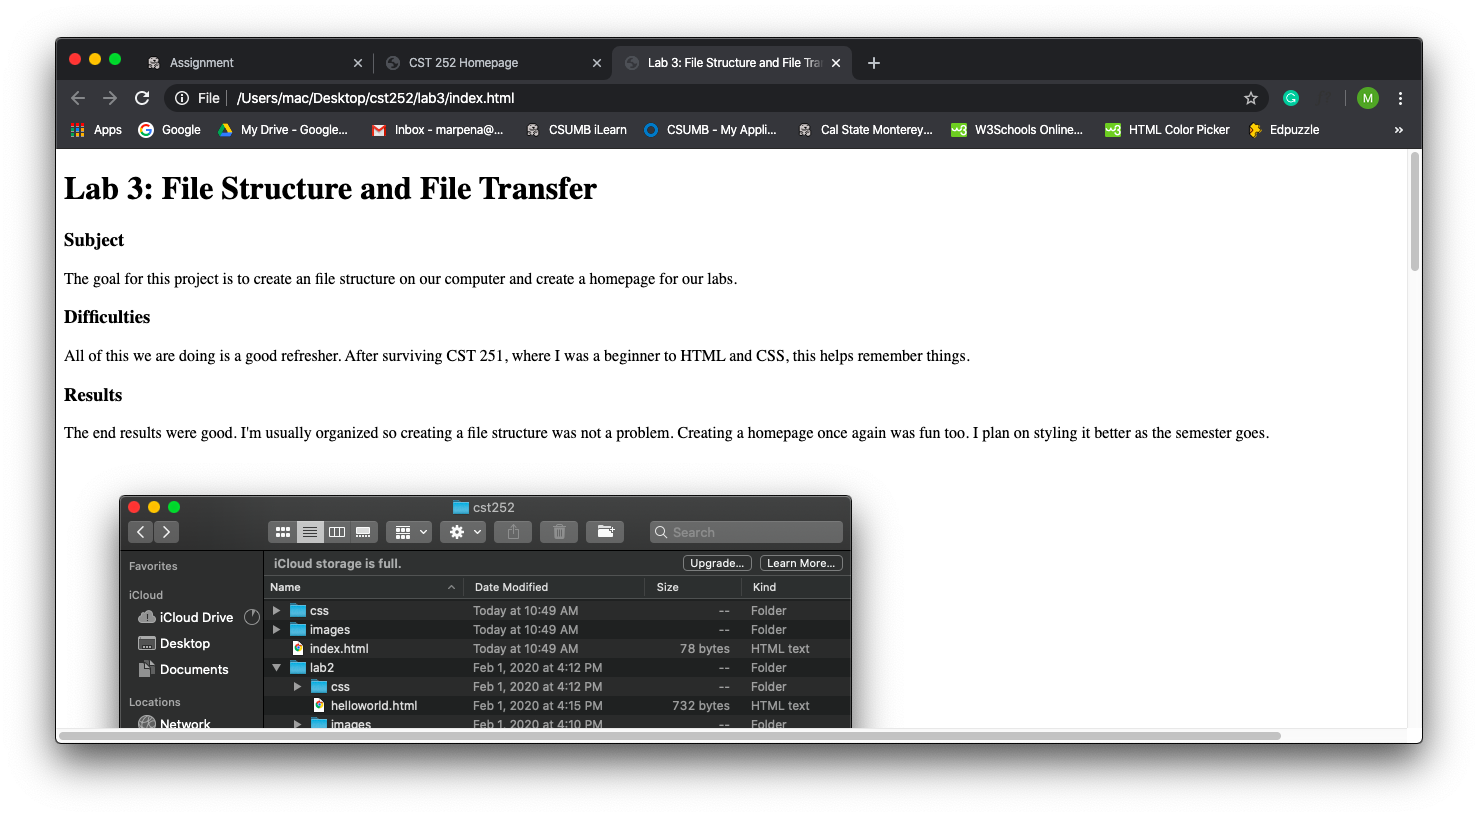 Assignment
CST 252 Homepage
Lab 3: File Structure and File Tra
File
/Users/mac/Desktop/cst252/lab3/index.html
G
M
Apps
Google
My Drive - Google...
Inbox - marpena@...
CSUMB iLearn
CSUMB - My Appli...
Cal State Monterey...
W3Schools Online...
HTML Color Picker
Edpuzzle
»
Lab 3: File Structure and File Transfer
Subject
The goal for this project is to create an file structure on our computer and create a homepage for our labs.
Difficulties
All of this we are doing is a good refresher. After surviving CST 251, where I was a beginner to HTML and CSS, this helps remember things.
Results
The end results were good. I'm usually organized so creating a file structure was not a problem. Creating a homepage once again was fun too. I plan on styling it better as the semester goes.
cst252
Search
Favorites
iCloud
iCloud Drive
Desktop
Documents
Locations
Network
iCloud storage is full.
Upgrade...
Learn More...
Name Date Modified Size Kind
css Today at 10:49 AM -- Folder
images Today at 10:49 AM -- Folder
index.html Today at 10:49 AM 78 bytes HTML text
lab2 Feb 1, 2020 at 4:12 PM -- Folder
css Feb 1, 2020 at 4:12 PM -- Folder
helloworld.html Feb 1, 2020 at 4:15 PM 732 bytes HTML text
images Feb 1, 2020 at 4:10 PM -- Folder